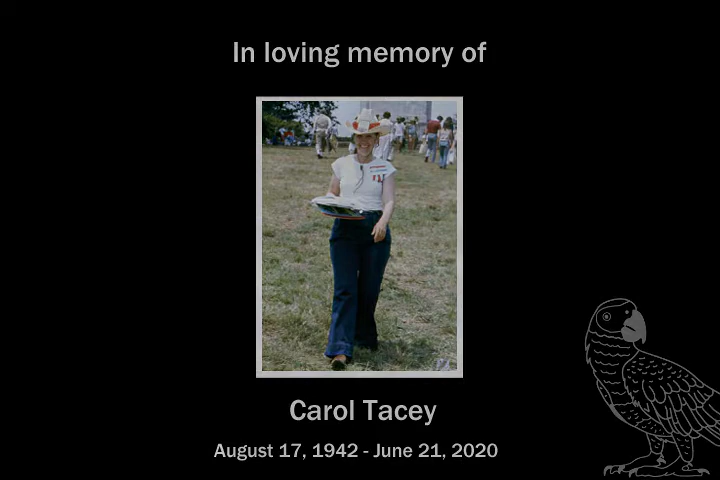 In loving memory of
Carol Tacey
August 17, 1942 - June 21, 2020